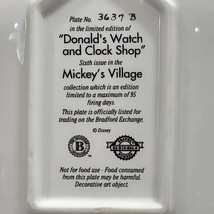 Plate No. 3637 B
in the limited edition of
"Donald's Watch
and Clock Shop"
Sixth issue in the
Mickey's Village
collection which is an edition
limited to a maximum of 95
firing days.
This plate is officially listed for
trading on the Bradford Exchange.
© Disney
B
Not for food use - Food consumed
from this plate may be harmful.
Decorative art object.